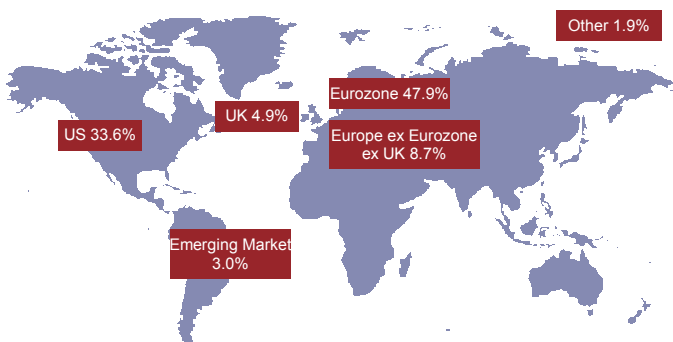 Other 1.9%
Eurozone 47.9%
UK 4.9%
US 33.6%
Europe ex Eurozone
ex UK 8.7%
Emerging Market
3.0%